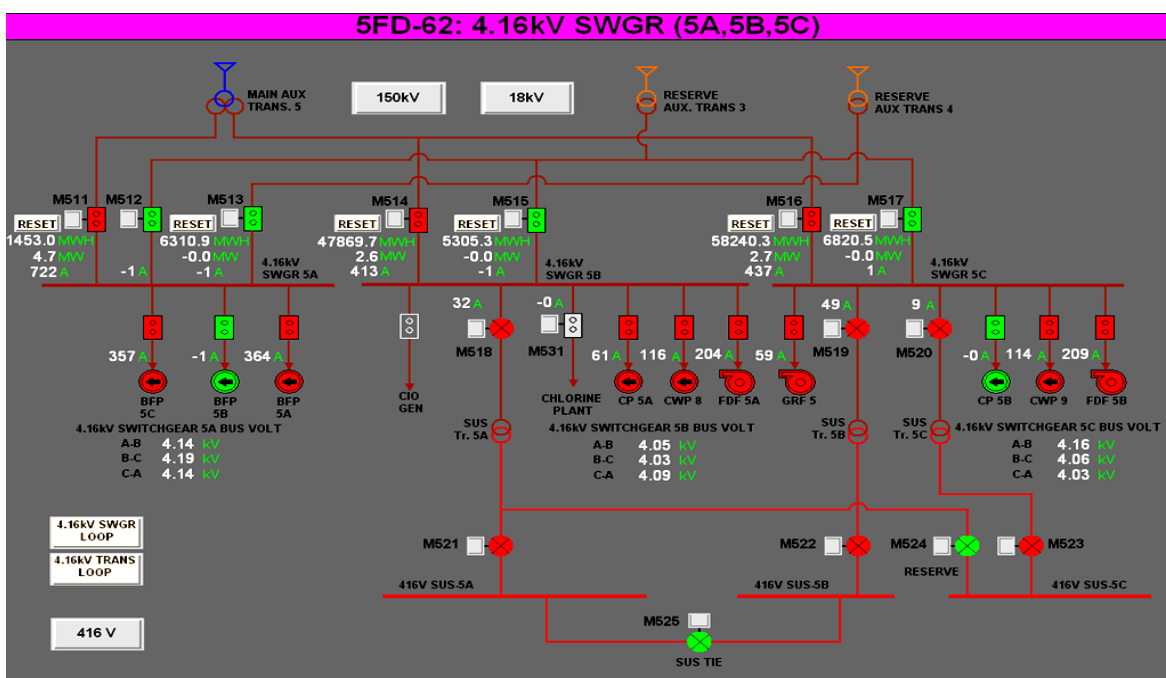 5FD-62: 4.16kV SWGR (5A,5B,5C)
MAIN AUX
TRANS. 5
150kV
18kV
RESERVE
AUX. TRANS 3
RESERVE
AUX TRANS 4
M511 M512 M513 M514 M515 M516 M517
RESET RESET RESET RESET RESET RESET
1453.0 MWH 6310.9 MWH 47869.7 MWH 5305.3 MWH 58240.3 MWH 6820.5 MWH
4.7 MW -0.0 MW 2.6 MW -0.0 MW 2.7 MW -0.0 MW
722 A -1 A -1 A 413 A -1 A 437 A 1 A
4.16kV
SWGR 5A
4.16kV
SWGR 5B
4.16kV
SWGR 5C
32 A -0 A 49 A 9 A
M518 M531 M519 M520
357 A -1 A 364 A 61 A 116 A 204 A 59 A -0 A 114 A 209 A
BFP
5C
BFP
5B
BFP
5A
CIO
GEN
CHLORINE
PLANT
CP 5A CWP 8 FDF 5A GRF 5 CP 5B CWP 9 FDF 5B
4.16kV SWITCHGEAR 5A BUS VOLT
A-B 4.14 kV
B-C 4.19 kV
C-A 4.14 kV
SUS
Tr. 5A
4.16kV SWITCHGEAR 5B BUS VOLT
A-B 4.05 kV
B-C 4.03 kV
C-A 4.09 kV
SUS
Tr. 5B
SUS
Tr. 5C
4.16kV SWITCHGEAR 5C BUS VOLT
A-B 4.16 kV
B-C 4.06 kV
C-A 4.03 kV
4.16kV SWGR
LOOP
4.16kV TRANS
LOOP
416 V
M521 M522 M524 M523
RESERVE
416V SUS-5A 416V SUS-5B 416V SUS-5C
M525
SUS TIE